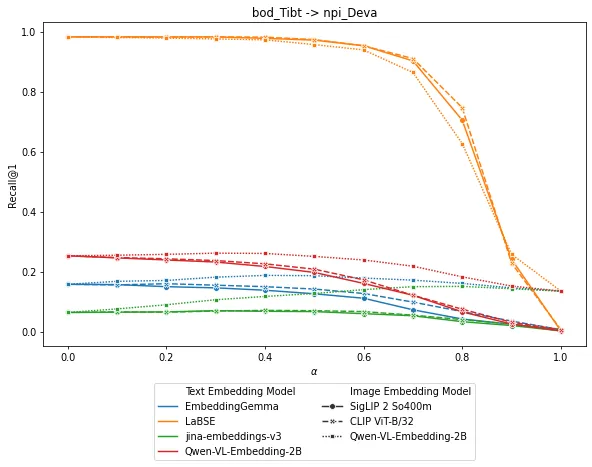 bod_Tibt -> npi_Deva
Recall@1
1.0
0.8
0.6
0.4
0.2
0.0
0.0 0.2 0.4 0.6 0.8 1.0
α
Text Embedding Model
EmbeddingGemma
LaBSE
jina-embeddings-v3
Qwen-VL-Embedding-2B
Image Embedding Model
SigLIP 2 So400m
CLIP ViT-B/32
Qwen-VL-Embedding-2B